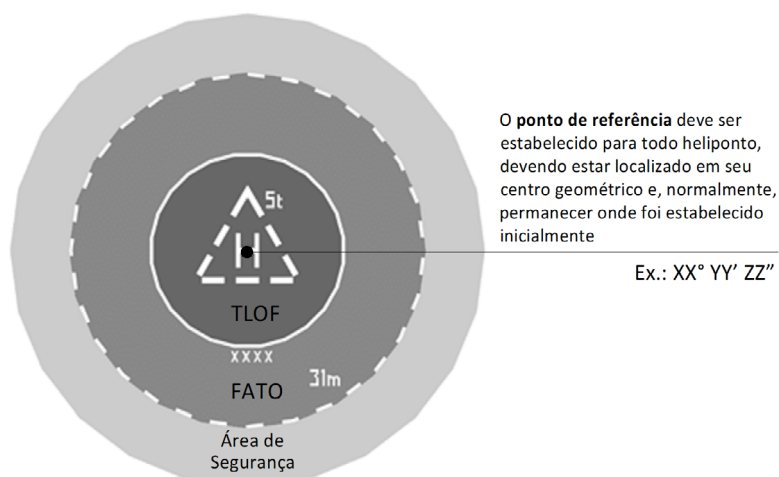 O ponto de referência deve ser
estabelecido para todo heliponto,
devendo estar localizado em seu
centro geométrico e, normalmente,
permanecer onde foi estabelecido
inicialmente
Ex.: XX° YY’ ZZ”
5t
H
TLOF
XXXX
31m
FATO
Área de
Segurança